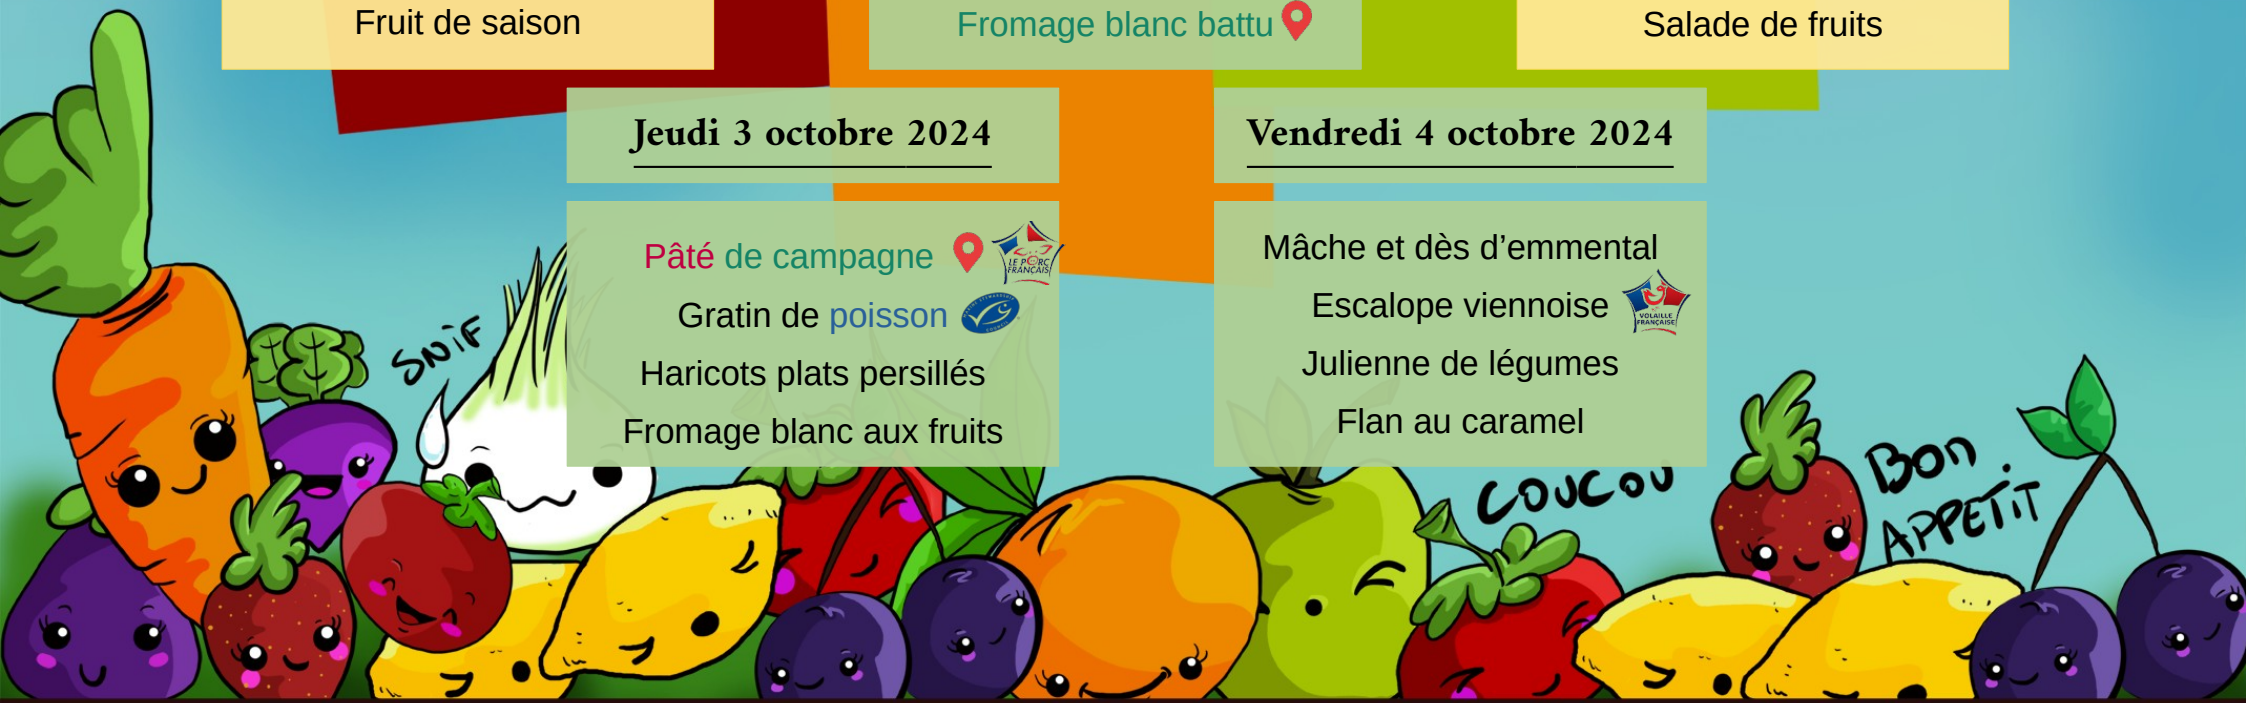 Fruit de saison
Fromage blanc battu
Salade de fruits
Jeudi 3 octobre 2024
Pâté de campagne
LE PORC
FRANÇAIS
Gratin de poisson
Haricots plats persillés
Fromage blanc aux fruits
Vendredi 4 octobre 2024
Mâche et dès d’emmental
Escalope viennoise
VOLAILLE
FRANÇAISE
Julienne de légumes
Flan au caramel
SNIF
COUCOU
BON
APPETIT